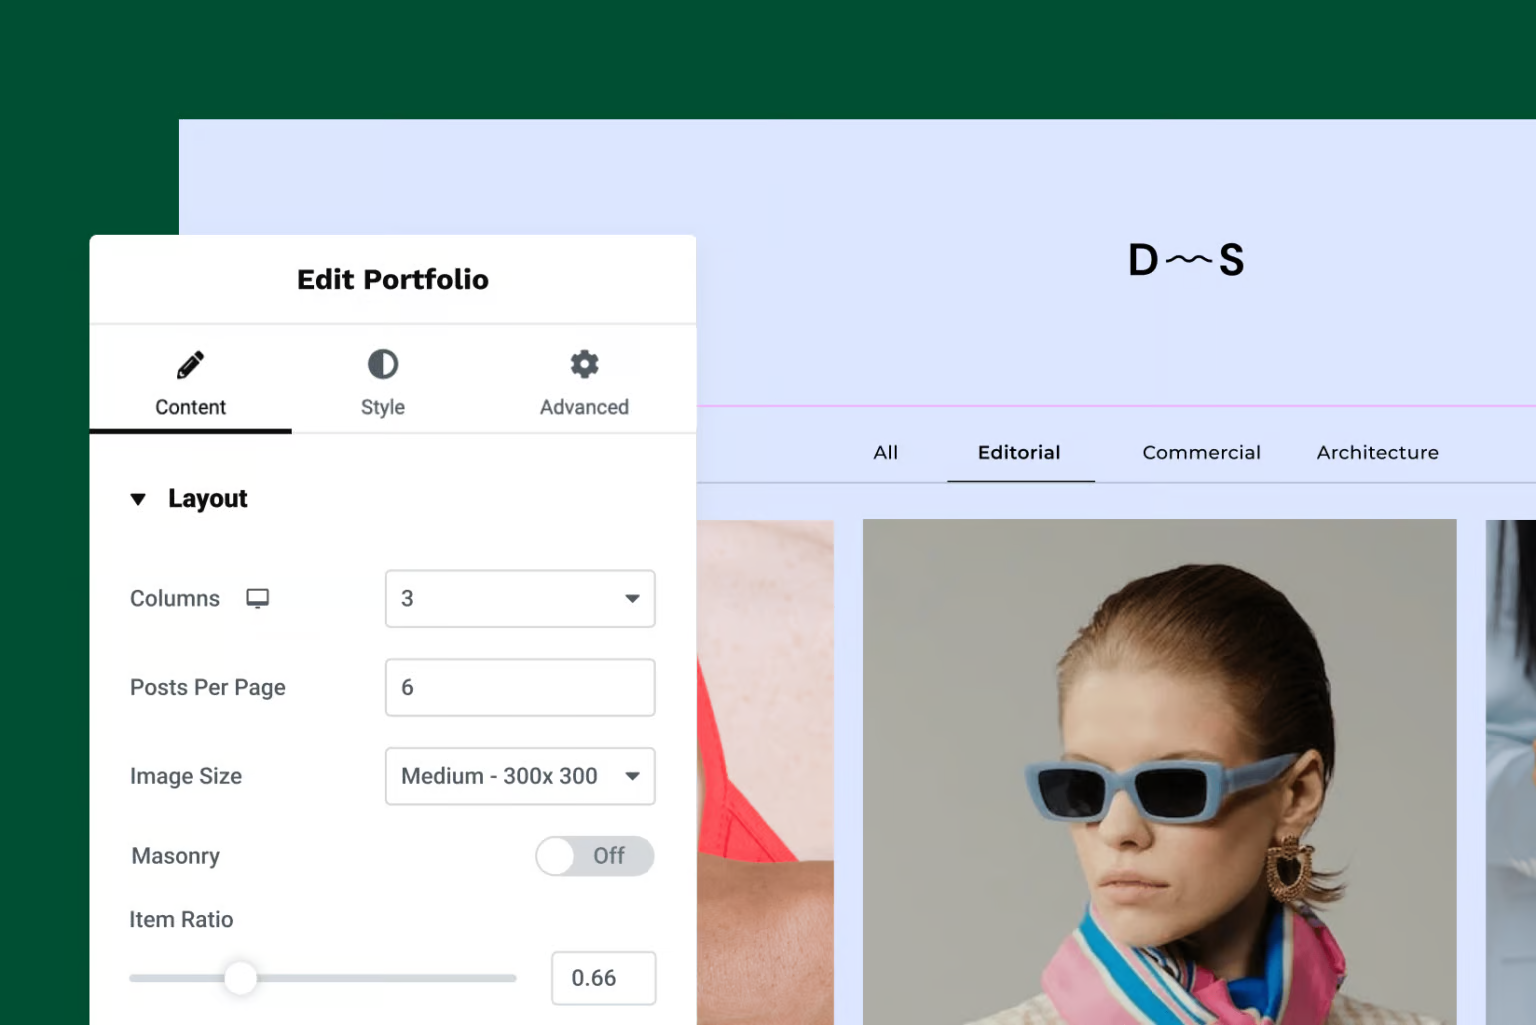 D S
Edit Portfolio
Content
Style
Advanced
All
Editorial
Commercial
Architecture
Layout
Columns
3
Posts Per Page
6
Image Size
Medium - 300x 300
Masonry
Off
Item Ratio
0.66